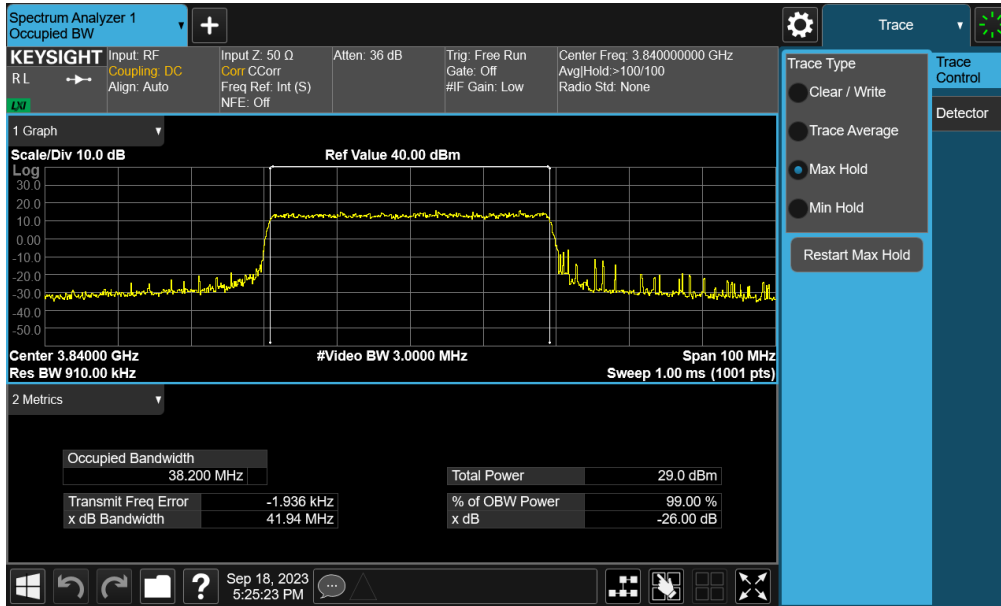 Spectrum Analyzer 1
Occupied BW
+
Trace
KEYSIGHT
R L
LXI
Input: RF
Coupling: DC
Align: Auto
Input Z: 50 Ω
Corr CCorr
Freq Ref: Int (S)
NFE: Off
Atten: 36 dB
Trig: Free Run
Gate: Off
#IF Gain: Low
Center Freq: 3.840000000 GHz
Avg|Hold:>100/100
Radio Std: None
Trace Type
Clear / Write
Trace Average
Max Hold
Min Hold
Restart Max Hold
Trace
Control
Detector
1 Graph
Scale/Div 10.0 dB
Ref Value 40.00 dBm
Log
30.0
20.0
10.0
0.00
-10.0
-20.0
-30.0
-40.0
-50.0
Center 3.84000 GHz
#Video BW 3.0000 MHz
Span 100 MHz
Res BW 910.00 kHz
Sweep 1.00 ms (1001 pts)
2 Metrics
Occupied Bandwidth
38.200 MHz
Total Power 29.0 dBm
Transmit Freq Error -1.936 kHz
% of OBW Power 99.00 %
x dB Bandwidth 41.94 MHz
x dB -26.00 dB
?
Sep 18, 2023
5:25:23 PM